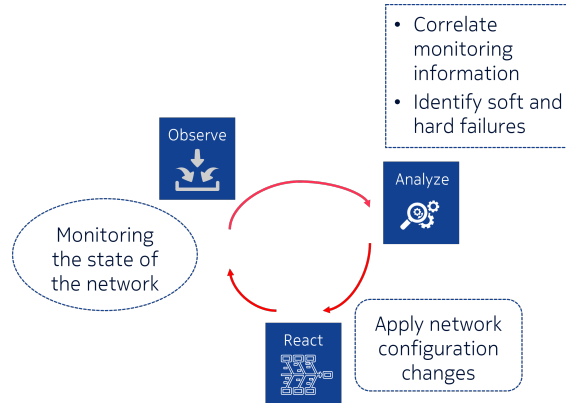 • Correlate
monitoring
information
• Identify soft and
hard failures
Observe
Analyze
Monitoring
the state of
the network
React
Apply network
configuration
changes